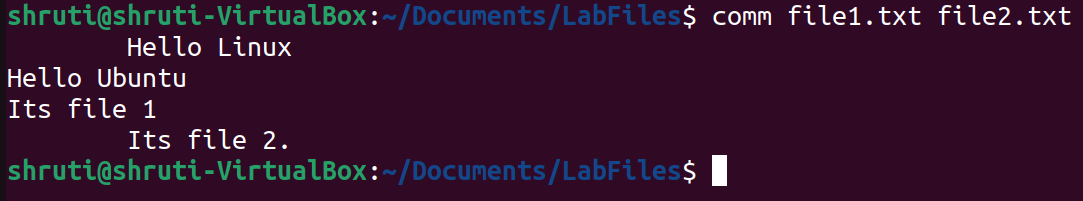 shruti@shruti-VirtualBox:~/Documents/LabFiles$ comm file1.txt file2.txt
        Hello Linux
Hello Ubuntu
Its file 1
        Its file 2.
shruti@shruti-VirtualBox:~/Documents/LabFiles$